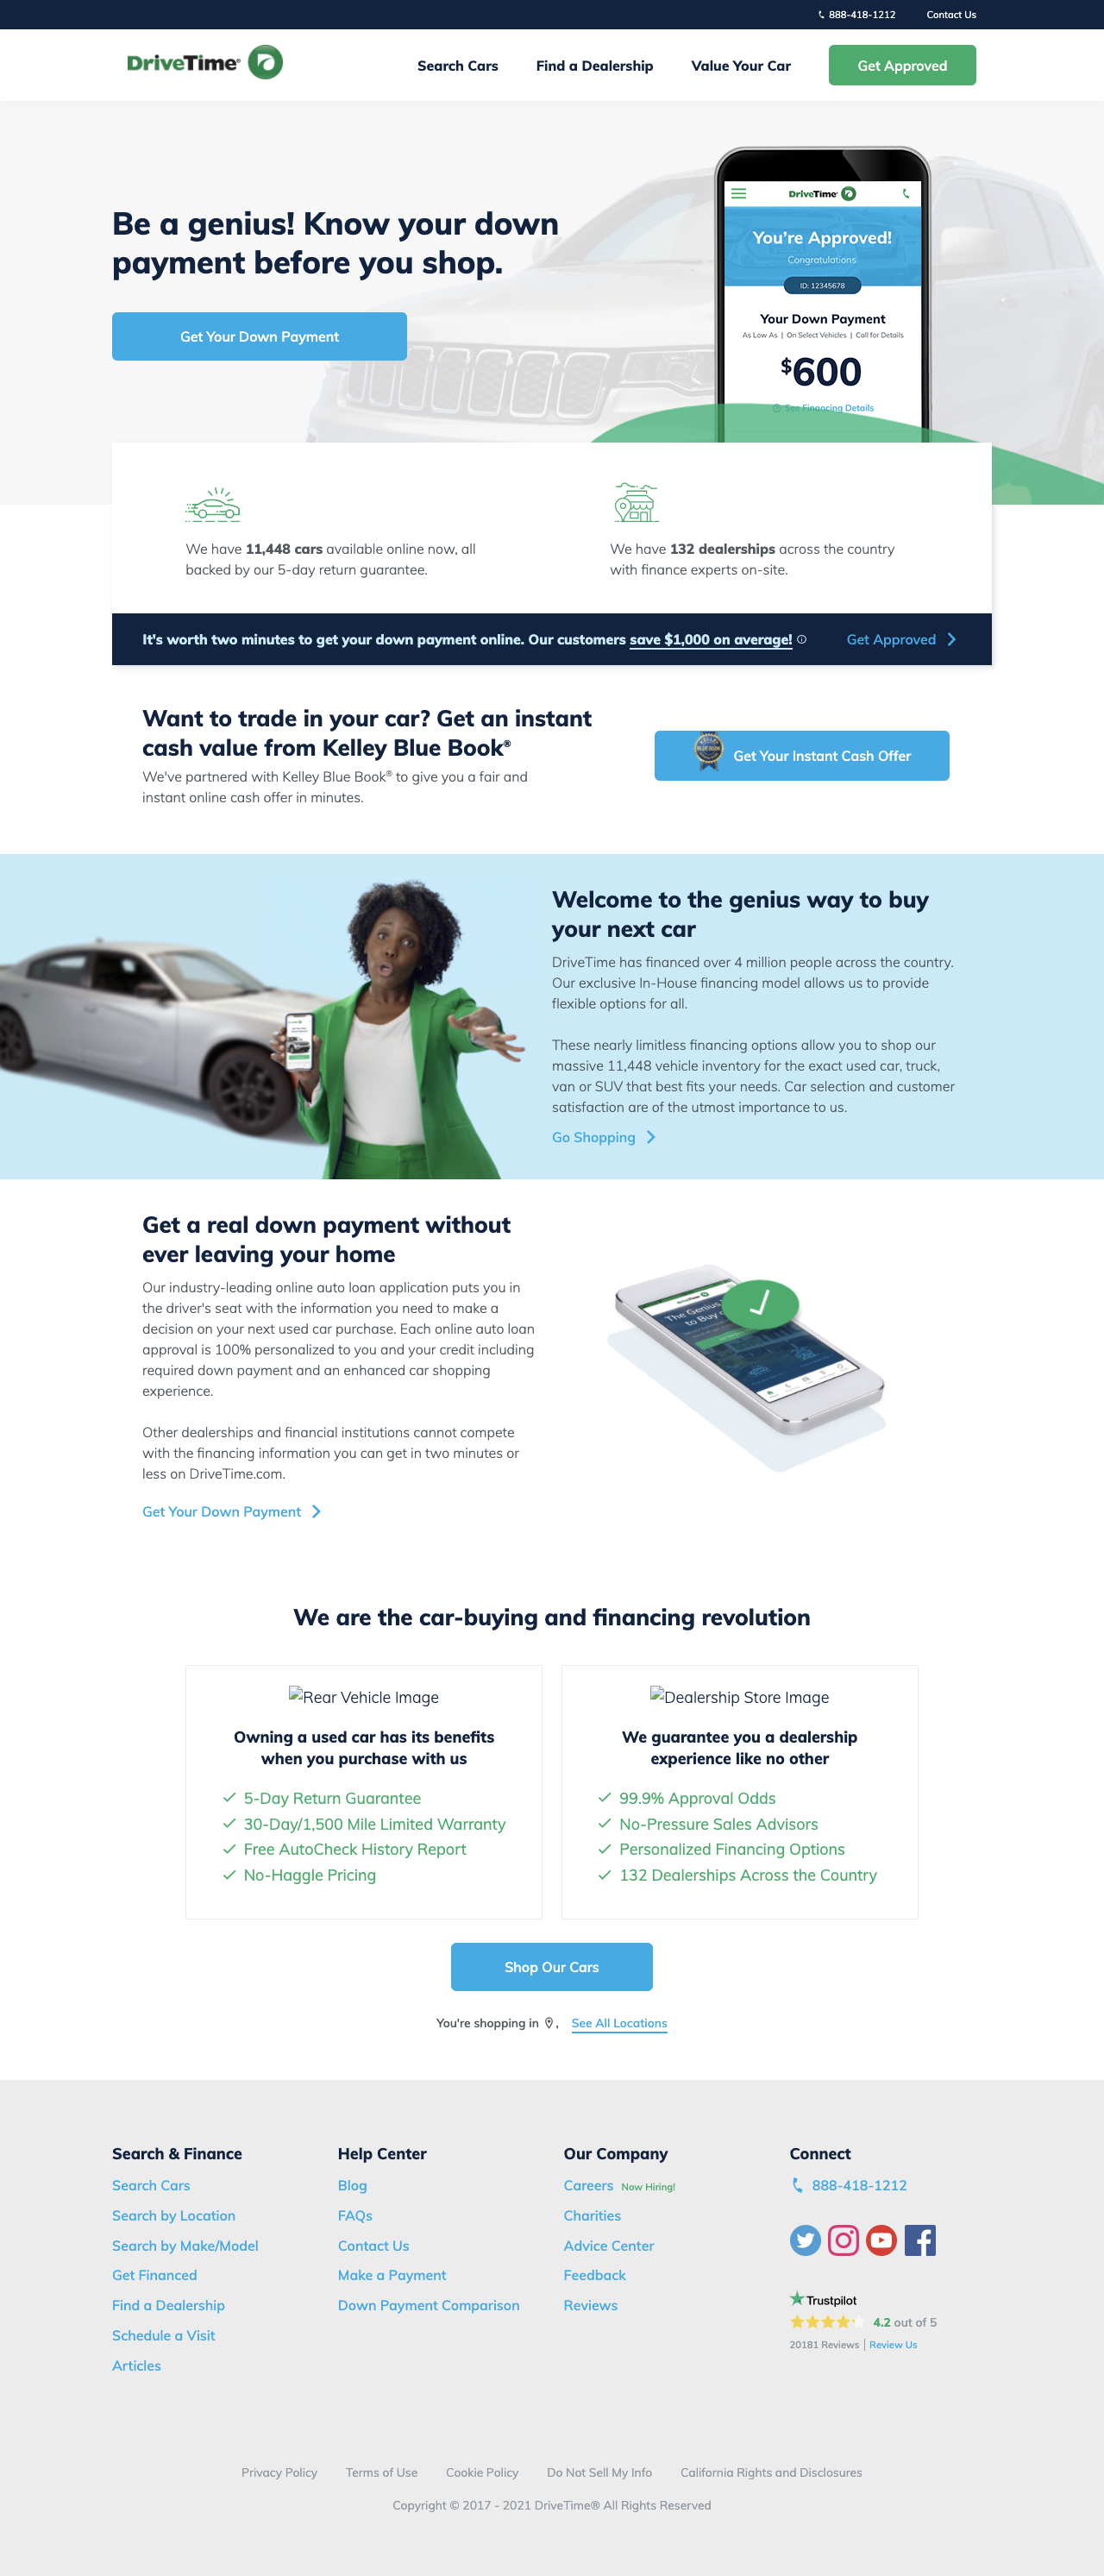 888-418-1212
Contact Us
DriveTime
Search Cars
Find a Dealership
Value Your Car
Get Approved
DriveTime
You're Approved!
Congratulations
ID: 12345678
Your Down Payment
As Low As | On Select Vehicles | Call for Details
$600
See Financing Details
Be a genius! Know your down
payment before you shop.
Get Your Down Payment
We have 11,448 cars available online now, all
backed by our 5-day return guarantee.
We have 132 dealerships across the country
with finance experts on-site.
It's worth two minutes to get your down payment online. Our customers save $1,000 on average!
Get Approved
Want to trade in your car? Get an instant
cash value from Kelley Blue Book®
We've partnered with Kelley Blue Book® to give you a fair and
instant online cash offer in minutes.
Get Your Instant Cash Offer
Welcome to the genius way to buy
your next car
DriveTime has financed over 4 million people across the country.
Our exclusive In-House financing model allows us to provide
flexible options for all.
These nearly limitless financing options allow you to shop our
massive 11,448 vehicle inventory for the exact used car, truck,
van or SUV that best fits your needs. Car selection and customer
satisfaction are of the utmost importance to us.
Go Shopping
Get a real down payment without
ever leaving your home
Our industry-leading online auto loan application puts you in
the driver's seat with the information you need to make a
decision on your next used car purchase. Each online auto loan
approval is 100% personalized to you and your credit including
required down payment and an enhanced car shopping
experience.
Other dealerships and financial institutions cannot compete
with the financing information you can get in two minutes or
less on DriveTime.com.
Get Your Down Payment
We are the car-buying and financing revolution
Rear Vehicle Image
Owning a used car has its benefits
when you purchase with us
5-Day Return Guarantee
30-Day/1,500 Mile Limited Warranty
Free AutoCheck History Report
No-Haggle Pricing
Dealership Store Image
We guarantee you a dealership
experience like no other
99.9% Approval Odds
No-Pressure Sales Advisors
Personalized Financing Options
132 Dealerships Across the Country
Shop Our Cars
You're shopping in , See All Locations
Search & Finance
Search Cars
Search by Location
Search by Make/Model
Get Financed
Find a Dealership
Schedule a Visit
Articles
Help Center
Blog
FAQs
Contact Us
Make a Payment
Down Payment Comparison
Our Company
Careers Now Hiring!
Charities
Advice Center
Feedback
Reviews
Connect
888-418-1212
Trustpilot
4.2 out of 5
20181 Reviews | Review Us
Privacy Policy
Terms of Use
Cookie Policy
Do Not Sell My Info
California Rights and Disclosures
Copyright © 2017 - 2021 DriveTime® All Rights Reserved